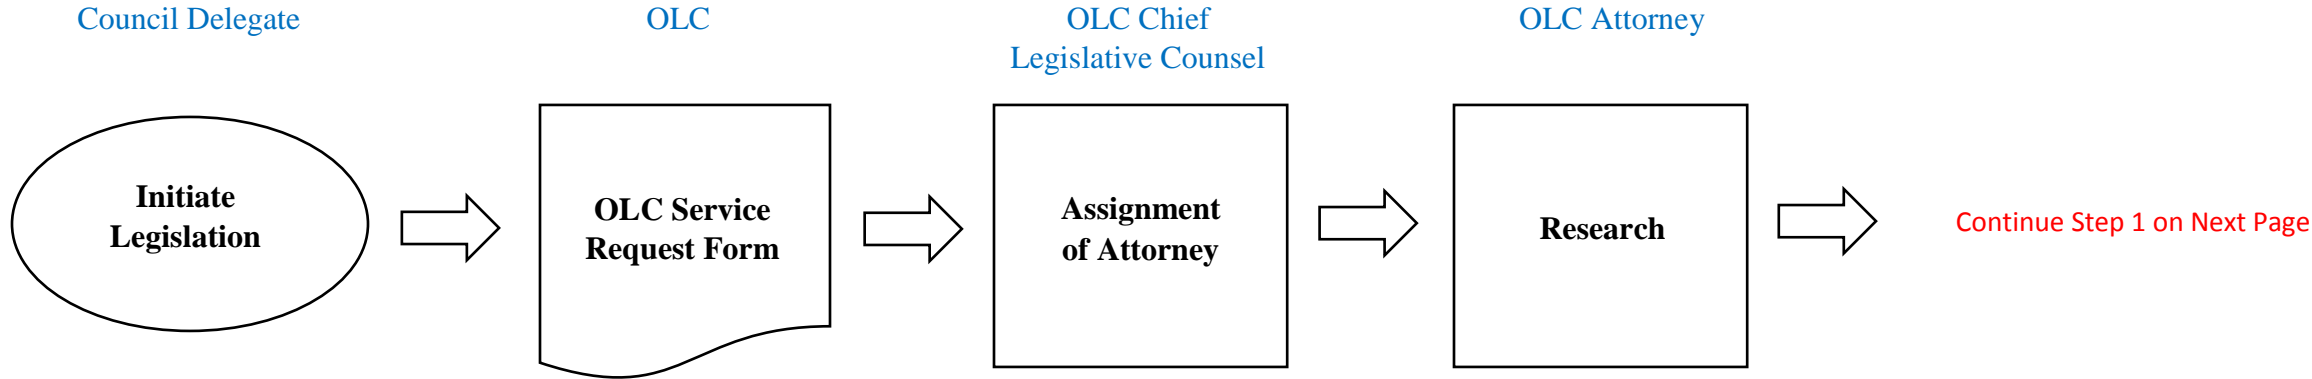 Council Delegate
OLC
OLC Chief
Legislative Counsel
OLC Attorney
Initiate
Legislation
OLC Service
Request Form
Assignment
of Attorney
Research
Continue Step 1 on Next Page